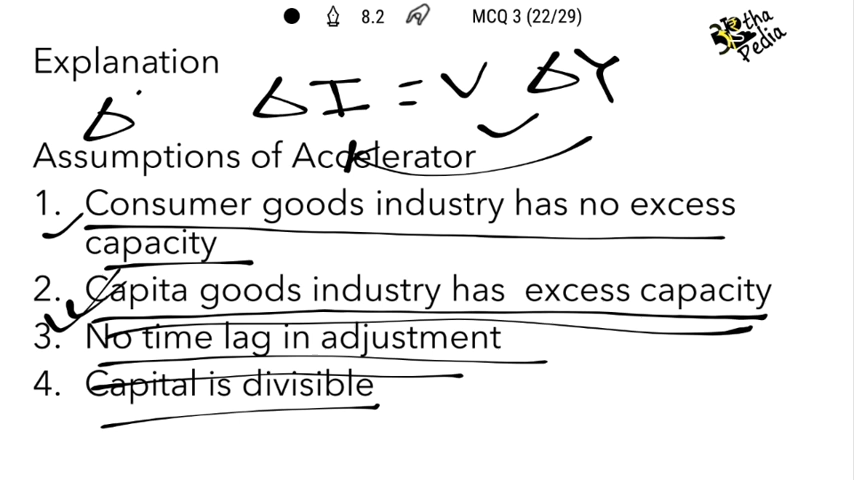 8.2 MCQ 3 (22/29)
Artha
Pedia
Explanation
Δ ΔI = V ΔY
Assumptions of Accelerator
1. Consumer goods industry has no excess
capacity
2. Capita goods industry has excess capacity
3. No time lag in adjustment
4. Capital is divisible